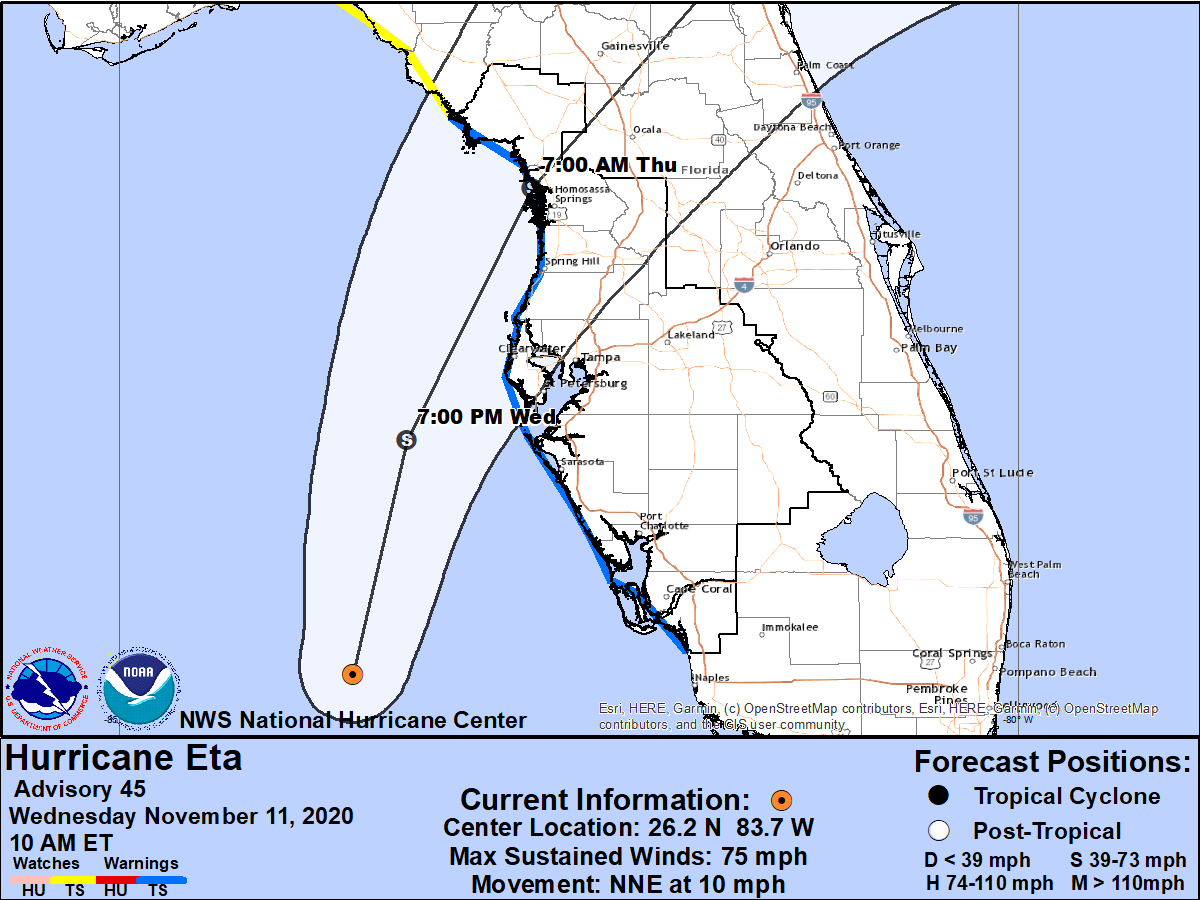 Gainesville
Palm Coast
95
Ocala
40
Daytona Beach
Port Orange
7:00 AM Thu
Florida
Deltona
S
Homosassa
Springs
19
Titusville
Orlando
Spring Hill
4
Melbourne
27
Lakeland
Clearwater
Palm Bay
Tampa
St Petersburg
60
7:00 PM Wed
S
Sarasota
Port St Lucie
Port
Charlotte
95
West Palm
Beach
Cape Coral
Immokalee
Boca Raton
Coral Springs
27
Pompano Beach
Naples
Pembroke
Pines
NATIONAL WEATHER SERVICE
U.S. DEPARTMENT OF COMMERCE
NOAA
-85°
NWS National Hurricane Center
Esri, HERE, Garmin, (c) OpenStreetMap contributors, Esri, HERE, Garmin, (c) OpenStreetMap
contributors, and the GIS user community
-80° W
Hurricane Eta
Advisory 45
Wednesday November 11, 2020
10 AM ET
Watches Warnings
HU TS HU TS
Current Information:
Center Location: 26.2 N 83.7 W
Max Sustained Winds: 75 mph
Movement: NNE at 10 mph
Forecast Positions:
Tropical Cyclone
Post-Tropical
D < 39 mph S 39-73 mph
H 74-110 mph M > 110mph